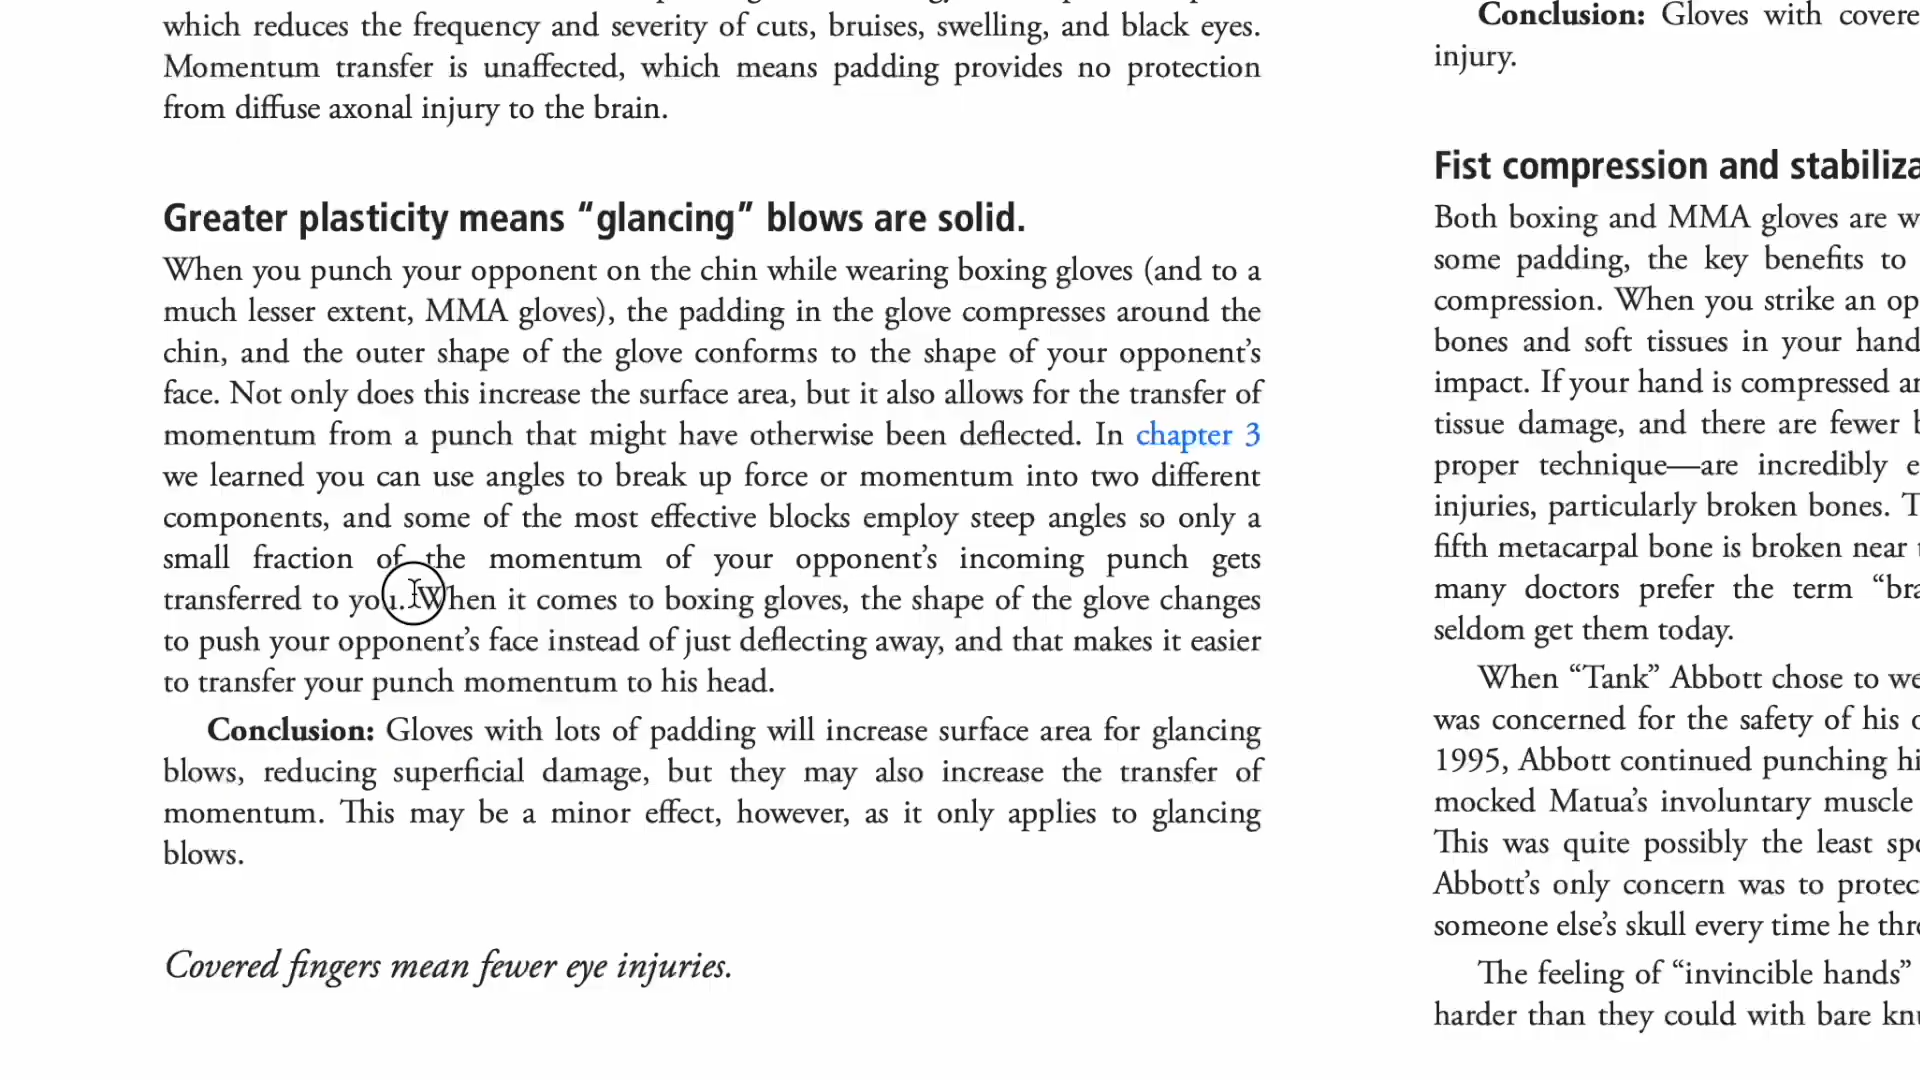 which reduces the frequency and severity of cuts, bruises, swelling, and black eyes.
Momentum transfer is unaffected, which means padding provides no protection
from diffuse axonal injury to the brain.
Greater plasticity means “glancing” blows are solid.
When you punch your opponent on the chin while wearing boxing gloves (and to a
much lesser extent, MMA gloves), the padding in the glove compresses around the
chin, and the outer shape of the glove conforms to the shape of your opponent’s
face. Not only does this increase the surface area, but it also allows for the transfer of
momentum from a punch that might have otherwise been deflected. In chapter 3
we learned you can use angles to break up force or momentum into two different
components, and some of the most effective blocks employ steep angles so only a
small fraction of the momentum of your opponent’s incoming punch gets
transferred to you. When it comes to boxing gloves, the shape of the glove changes
to push your opponent’s face instead of just deflecting away, and that makes it easier
to transfer your punch momentum to his head.
Conclusion: Gloves with lots of padding will increase surface area for glancing
blows, reducing superficial damage, but they may also increase the transfer of
momentum. This may be a minor effect, however, as it only applies to glancing
blows.
Covered fingers mean fewer eye injuries.
Conclusion: Gloves with
injury.
Fist compression and
Both boxing and MMA gloves are
some padding, the key benefits to
compression. When you strike an
bones and soft tissues in your hand
impact. If your hand is compressed
tissue damage, and there are fewer
proper technique—are incredibly
injuries, particularly broken bones.
fifth metacarpal bone is broken near
many doctors prefer the term
seldom get them today.
When “Tank” Abbott chose to
was concerned for the safety of his
1995, Abbott continued punching
mocked Matua’s involuntary muscle
This was quite possibly the least
Abbott’s only concern was to
someone else’s skull every time he
The feeling of “invincible hands”
harder than they could with bare